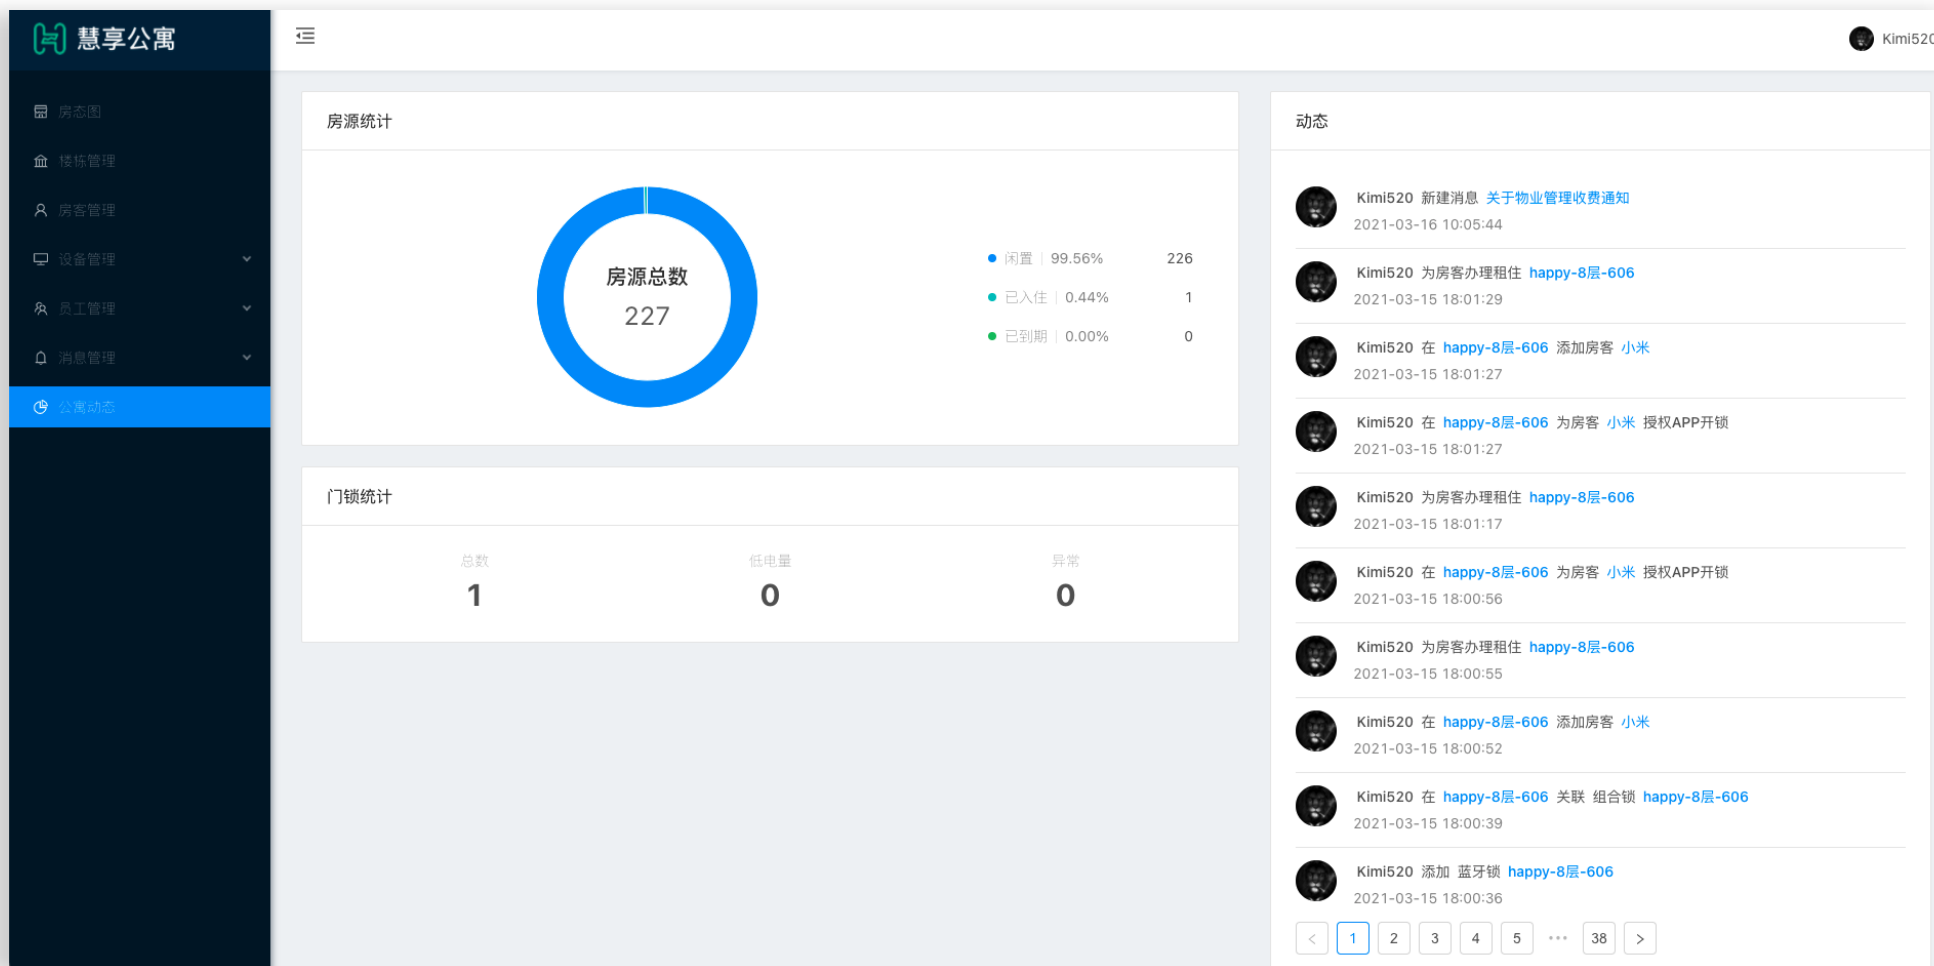 慧享公寓
Kimi520
房态图
楼栋管理
房客管理
设备管理
员工管理
消息管理
公寓动态
房源统计
房源总数
227
闲置 99.56% 226
已入住 0.44% 1
已到期 0.00% 0
门锁统计
总数 低电量 异常
1 0 0
动态
Kimi520 新建消息 关于物业管理收费通知
2021-03-16 10:05:44
Kimi520 为房客办理租住 happy-8层-606
2021-03-15 18:01:29
Kimi520 在 happy-8层-606 添加房客 小米
2021-03-15 18:01:27
Kimi520 在 happy-8层-606 为房客 小米 授权APP开锁
2021-03-15 18:01:27
Kimi520 为房客办理租住 happy-8层-606
2021-03-15 18:01:17
Kimi520 在 happy-8层-606 为房客 小米 授权APP开锁
2021-03-15 18:00:56
Kimi520 为房客办理租住 happy-8层-606
2021-03-15 18:00:55
Kimi520 在 happy-8层-606 添加房客 小米
2021-03-15 18:00:52
Kimi520 在 happy-8层-606 关联 组合锁 happy-8层-606
2021-03-15 18:00:39
Kimi520 添加 蓝牙锁 happy-8层-606
2021-03-15 18:00:36
< 1 2 3 4 5 ••• 38 >